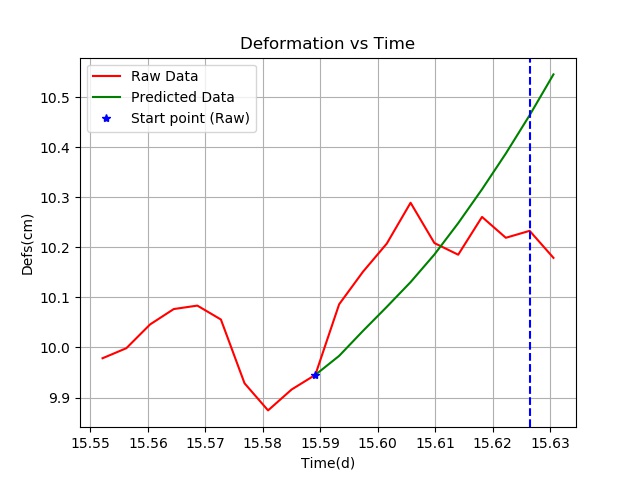 Deformation vs Time
Raw Data
Predicted Data
Start point (Raw)
10.5
10.4
10.3
10.2
10.1
10.0
9.9
Defs(cm)
15.55 15.56 15.57 15.58 15.59 15.60 15.61 15.62 15.63
Time(d)